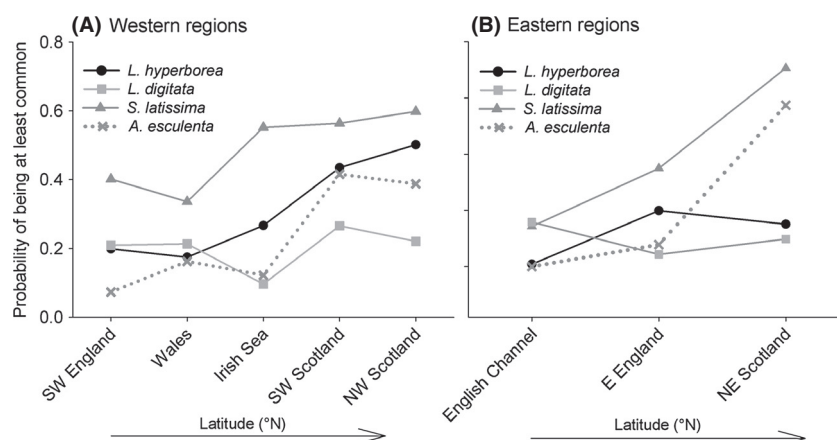 (A) Western regions
0.8
0.6
0.4
0.2
0.0
Probability of being at least common
L. hyperborea
L. digitata
S. latissima
A. esculenta
SW England
Wales
Irish Sea
SW Scotland
NW Scotland
Latitude (°N)
(B) Eastern regions
L. hyperborea
L. digitata
S. latissima
A. esculenta
English Channel
E England
NE Scotland
Latitude (°N)